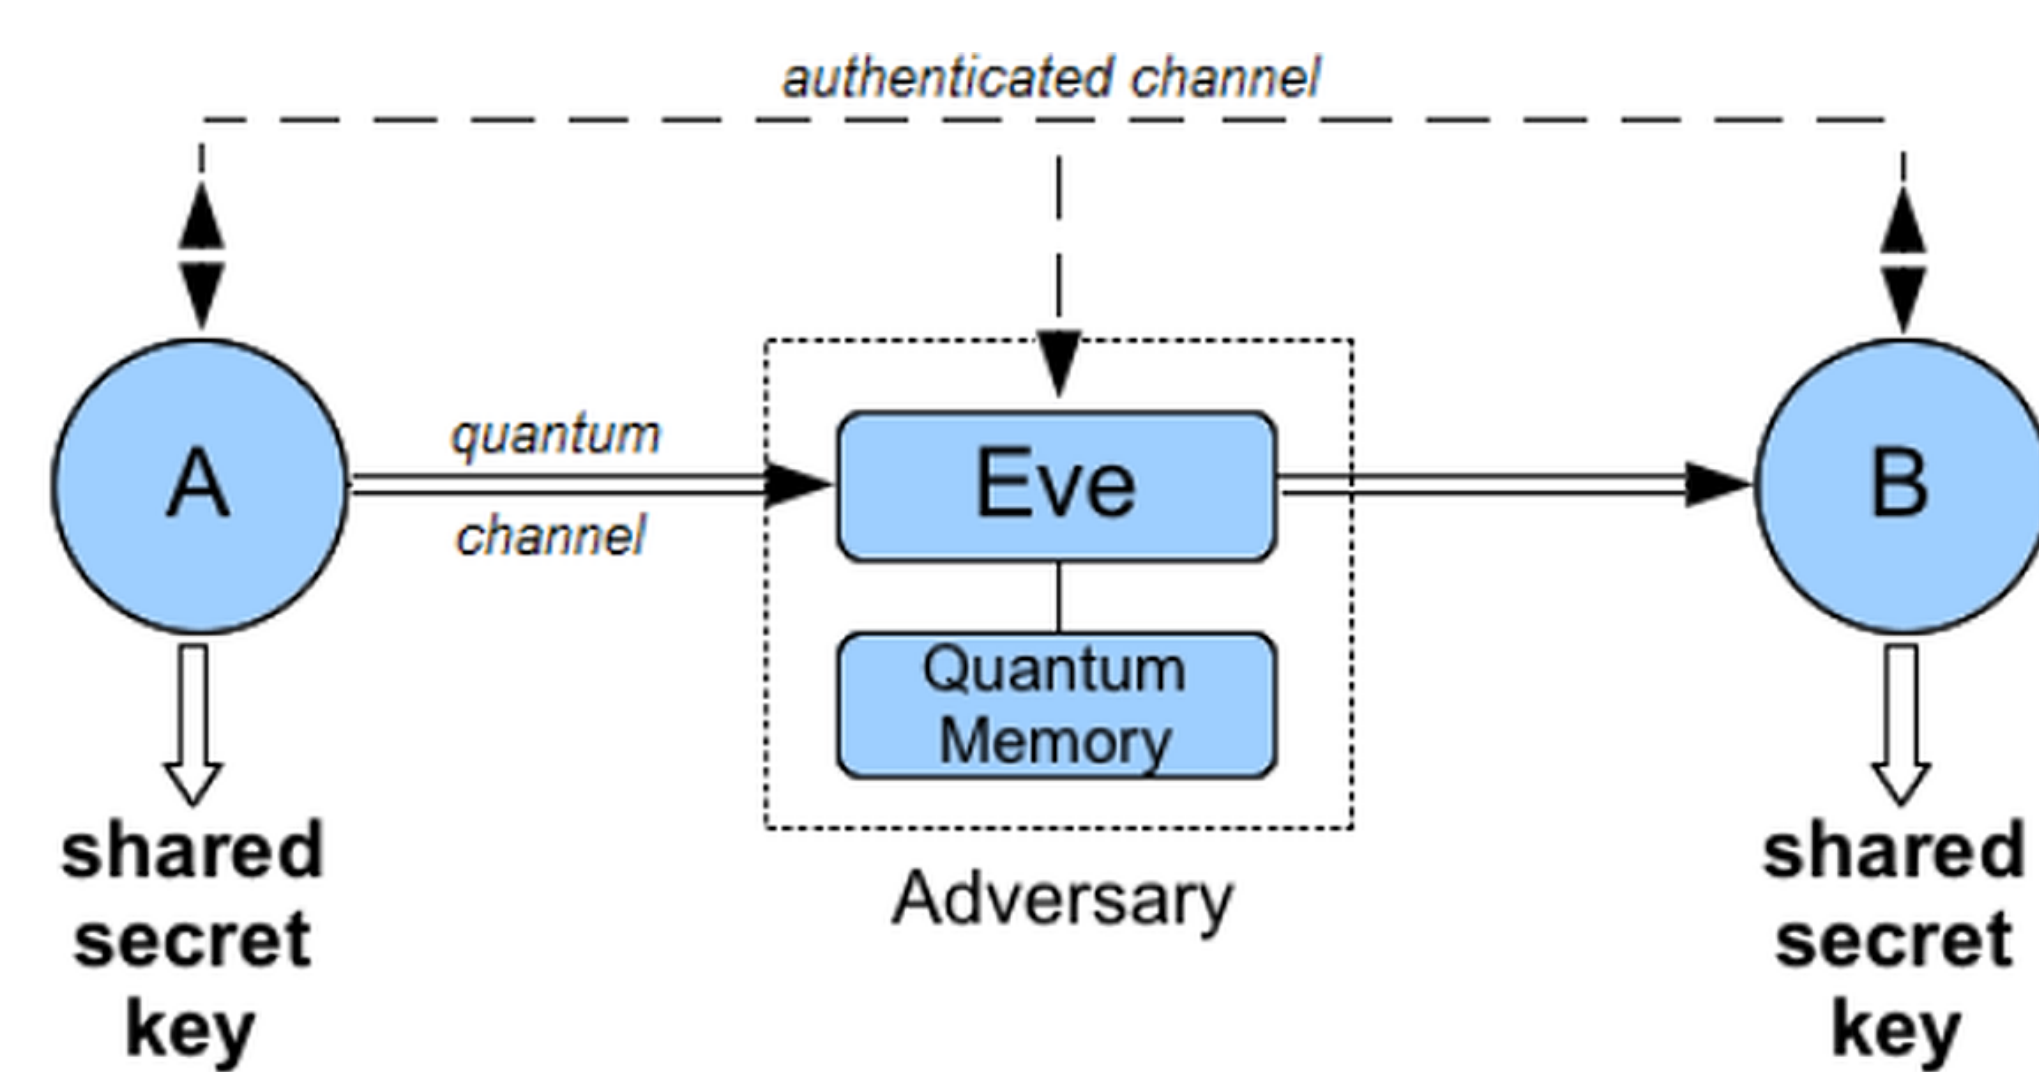 authenticated channel
quantum
channel
A
Eve
B
Quantum
Memory
Adversary
shared
secret
key
shared
secret
key